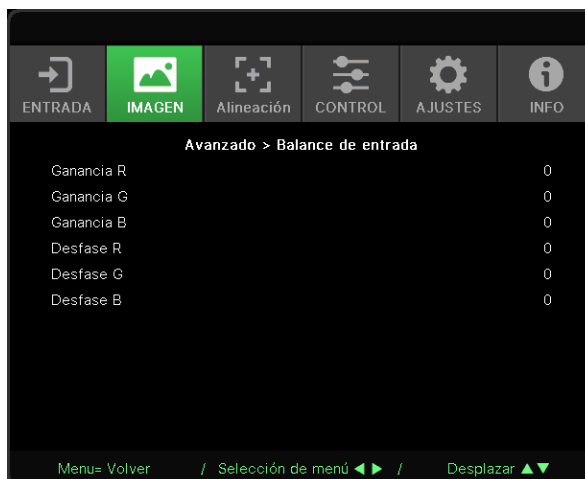 ENTRADA IMAGEN Alineación CONTROL AJUSTES INFO
Avanzado > Balance de entrada
Ganancia R 0
Ganancia G 0
Ganancia B 0
Desfase R 0
Desfase G 0
Desfase B 0
Menu= Volver / Selección de menú ◀ ▶ / Desplazar ▲▼